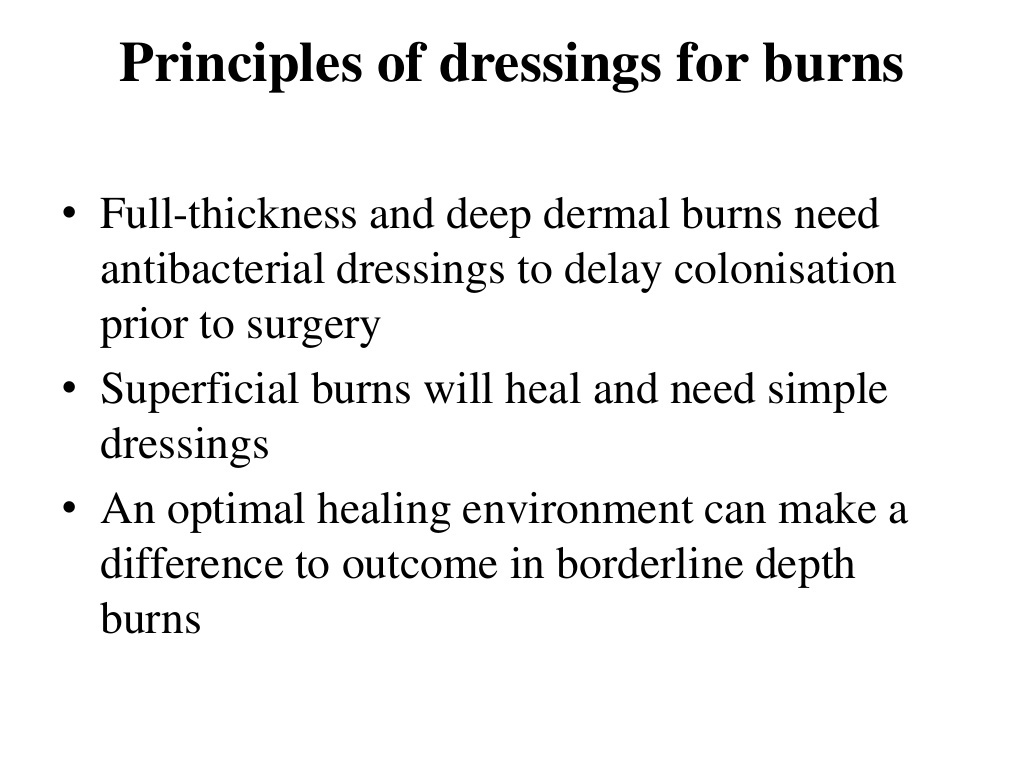 Principles of dressings for burns
• Full-thickness and deep dermal burns need
antibacterial dressings to delay colonisation
prior to surgery
• Superficial burns will heal and need simple
dressings
• An optimal healing environment can make a
difference to outcome in borderline depth
burns